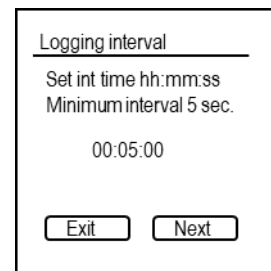 Logging interval
Set int time hh:mm:ss
Minimum interval 5 sec.
00:05:00
Exit Next